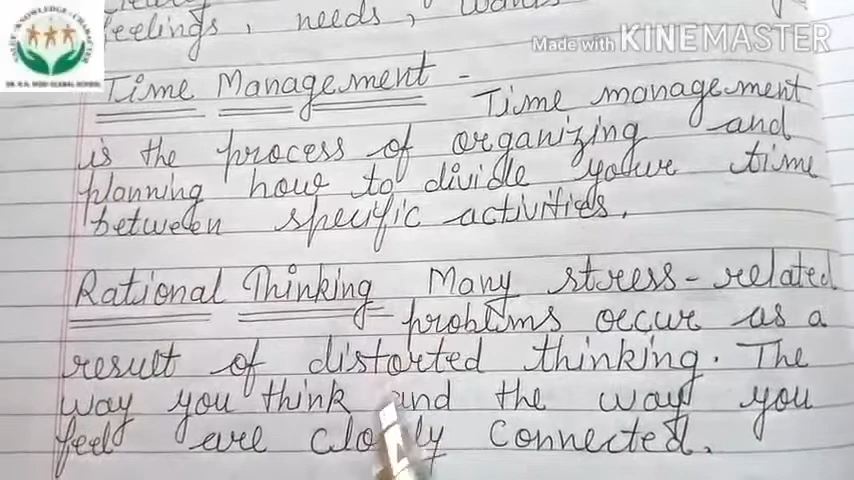 feelings, needs,
Made with KINEMASTER
Time Management - Time management
is the process of organizing and
planning how to divide your time
between specific activities.
Rational Thinking Many stress-related
problems occur as a
result of distorted thinking. The
way you think and the way you
feel are closely connected.